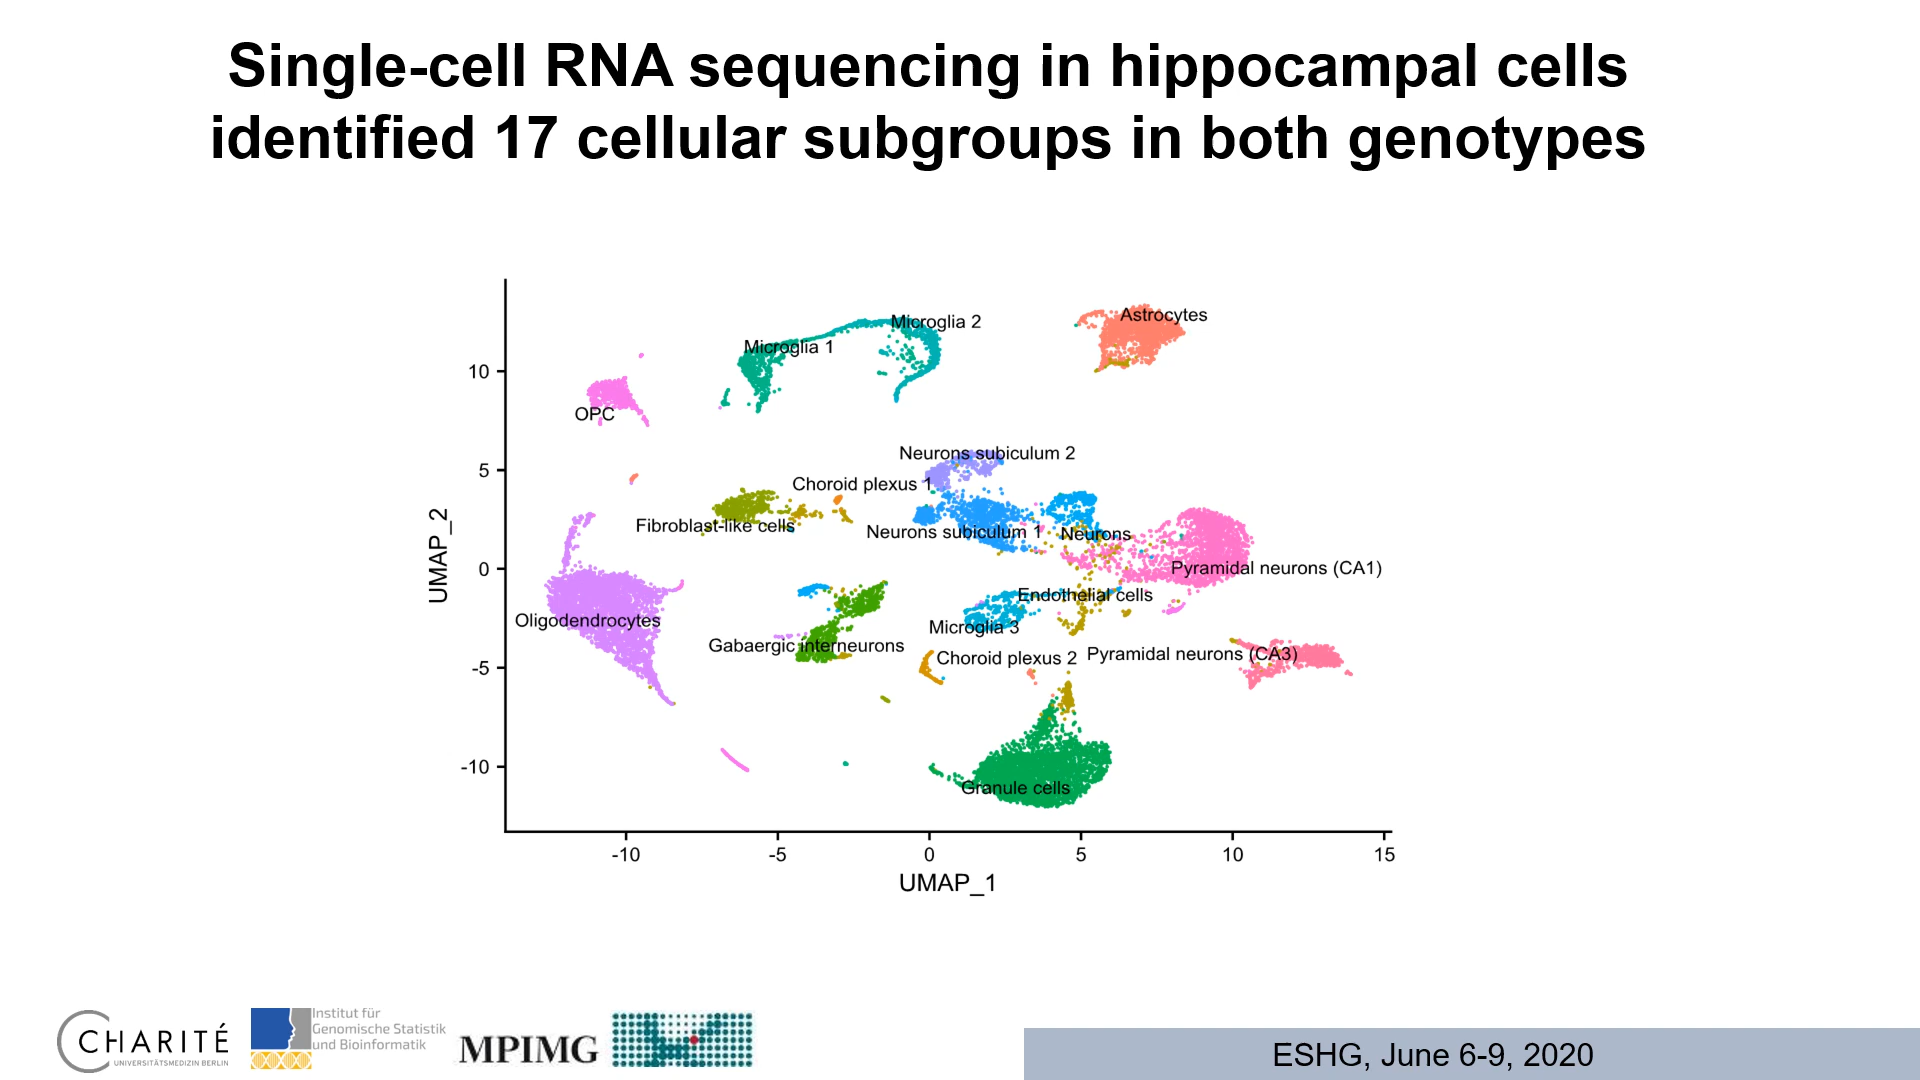 Single-cell RNA sequencing in hippocampal cells
identified 17 cellular subgroups in both genotypes
Astrocytes
Microglia 2
Microglia 1
10
OPC
Neurons subiculum 2
5
Choroid plexus 1
Fibroblast-like cells
Neurons subiculum 1
Neurons
UMAP_2
0
Pyramidal neurons (CA1)
Endothelial cells
Oligodendrocytes
Microglia 3
Gabaergic interneurons
Choroid plexus 2
Pyramidal neurons (CA3)
-5
-10
Granule cells
-10
-5
0
5
10
15
UMAP_1
CHARITÉ
UNIVERSITÄTSMEDIZIN BERLIN
Institut für
Genomische Statistik
und Bioinformatik
MPIMG
ESHG, June 6-9, 2020